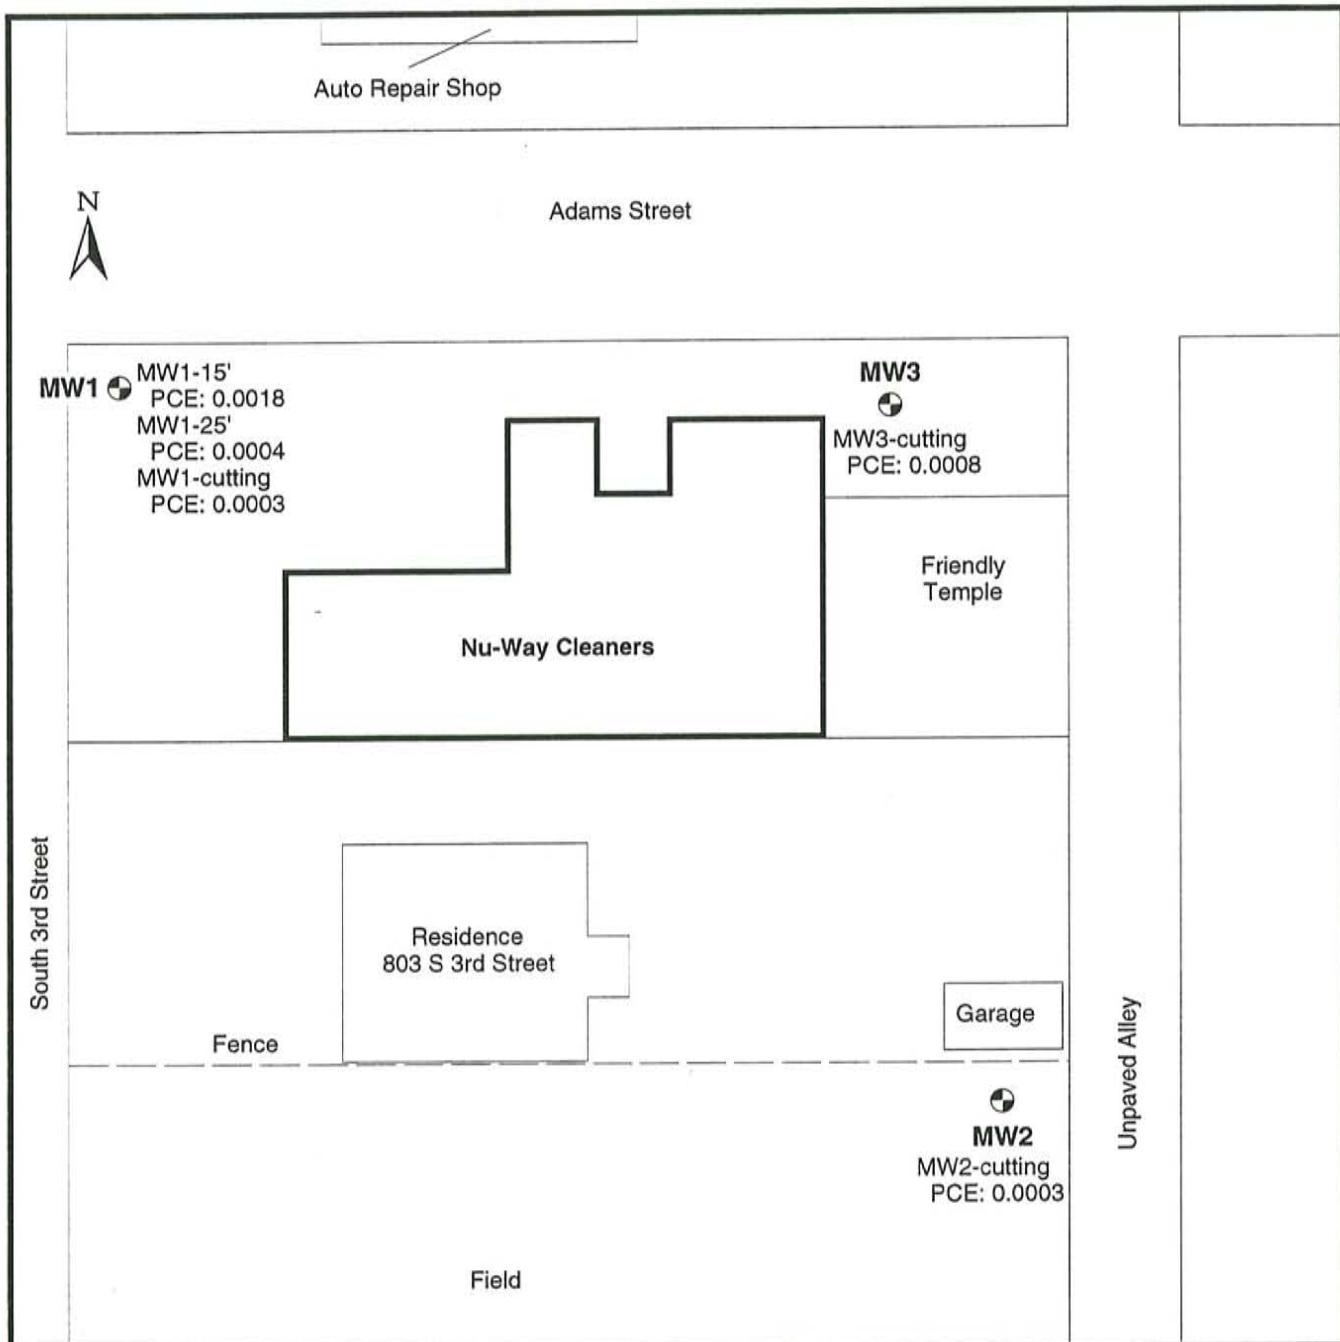 Auto Repair Shop
N
Adams Street
MW1
MW1-15'
PCE: 0.0018
MW1-25'
PCE: 0.0004
MW1-cutting
PCE: 0.0003
MW3
MW3-cutting
PCE: 0.0008
Friendly
Temple
Nu-Way Cleaners
South 3rd Street
Residence
803 S 3rd Street
Garage
Fence
Unpaved Alley
MW2
MW2-cutting
PCE: 0.0003
Field